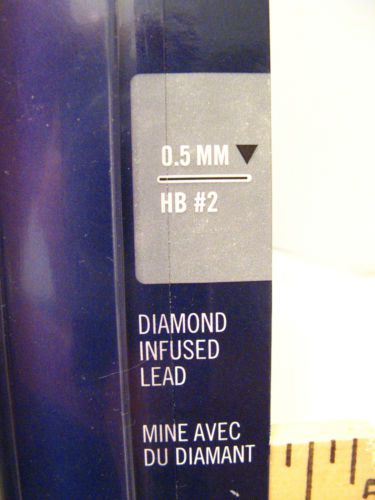 0.5 MM
HB #2
DIAMOND
INFUSED
LEAD
MINE AVEC
DU DIAMANT